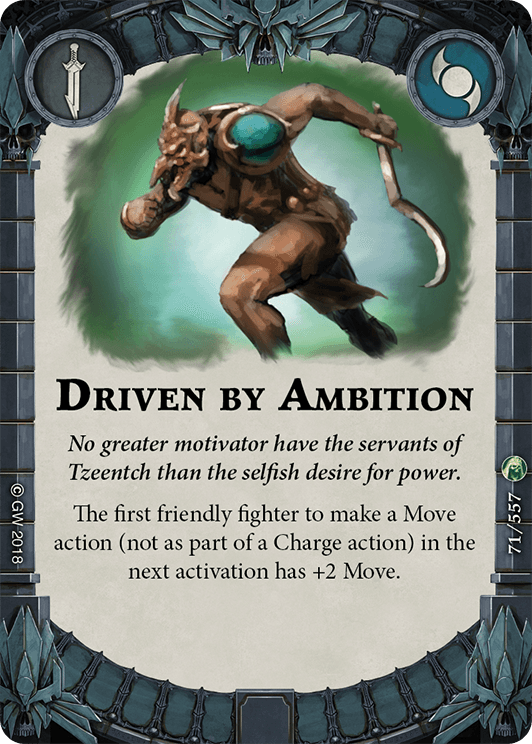 DRIVEN BY AMBITION
No greater motivator have the servants of
Tzeentch than the selfish desire for power.
The first friendly fighter to make a Move
action (not as part of a Charge action) in the
next activation has +2 Move.
© GW 2018
71/557